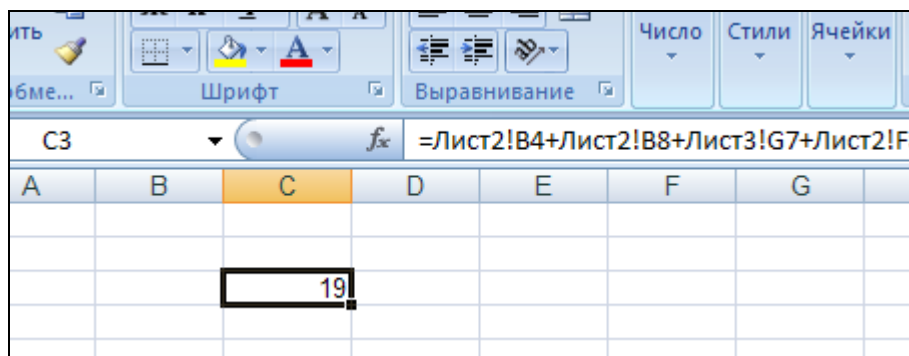 ить
Число Стили Ячейки
бме... Шрифт Выравнивание
C3 fx =Лист2!B4+Лист2!B8+Лист3!G7+Лист2!F
A B C D E F G
19